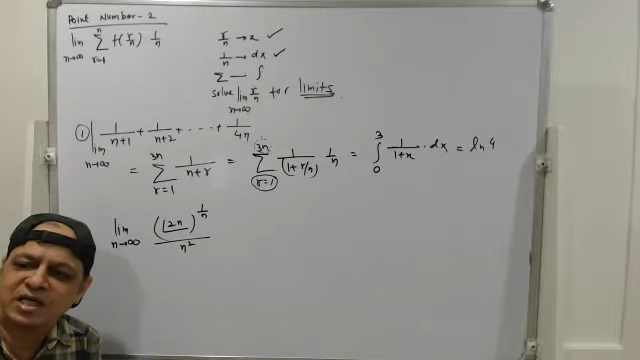 Point Number-2
lim n→∞ Σ r=1 n f(r/n) 1/n
r/n → x ✓
1/n → dx ✓
Σ — ∫
solve lim n→∞ r/n for limits.
① lim n→∞ 1/(n+1) + 1/(n+2) + ..... + 1/4n
= Σ r=1 3n 1/(n+r) = Σ r=1 3n 1/(1+r/n) 1/n = ∫ 0 3 1/(1+x) · dx = ln 4
lim n→∞ (⌊2n)^(1/n) / n²